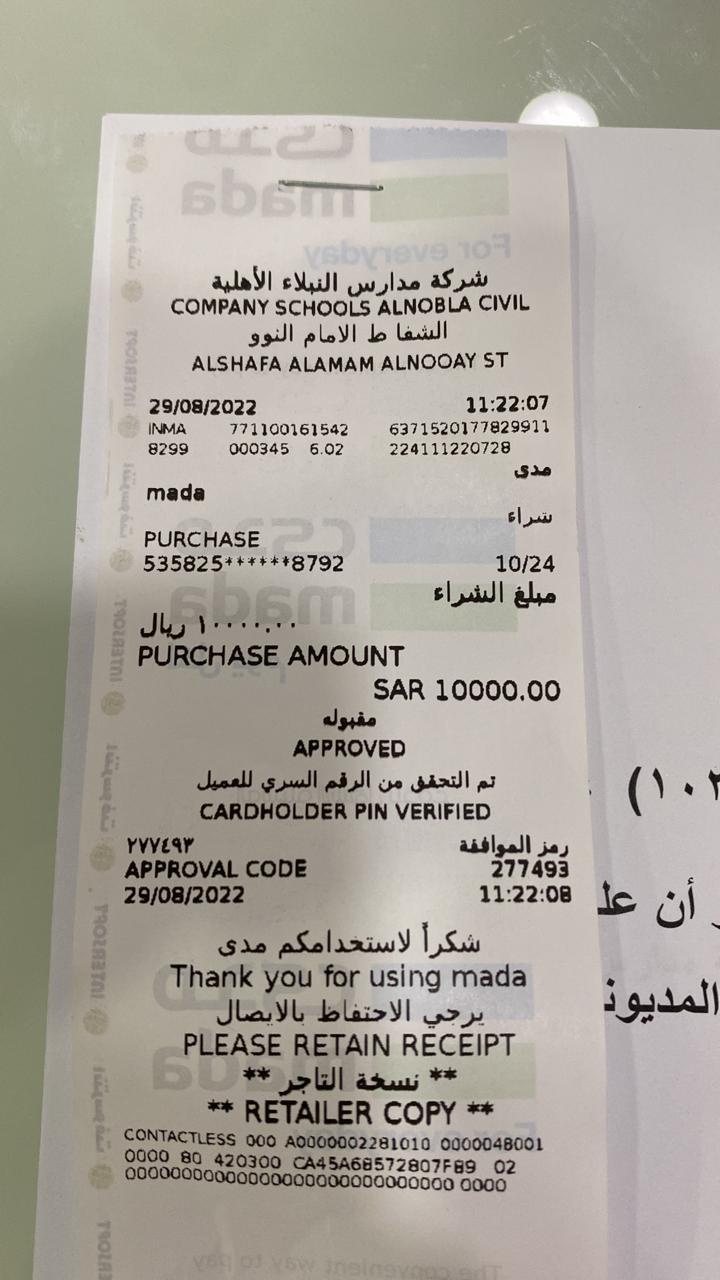 شركة مدارس النبلاء الأهلية
COMPANY SCHOOLS ALNOBLA CIVIL
الشفا ط الامام النوو
ALSHAFA ALAMAM ALNOOAY ST
29/08/2022 11:22:07
INMA 771100161542 6371520177829911
8299 000345 6.02 224111220728
مدى
mada
شراء
PURCHASE
535825******8792 10/24
مبلغ الشراء
١٠٠٠٠.٠٠ ريال
PURCHASE AMOUNT
SAR 10000.00
مقبوله
APPROVED
تم التحقق من الرقم السري للعميل
CARDHOLDER PIN VERIFIED
رمز الموافقة ٢٧٧٤٩٣
APPROVAL CODE 277493
29/08/2022 11:22:08
شكراً لاستخدامكم مدى
Thank you for using mada
يرجي الاحتفاظ بالايصال
PLEASE RETAIN RECEIPT
** نسخة التاجر **
** RETAILER COPY **
CONTACTLESS 000 A0000002281010 0000048001
0000 80 420300 CA45A68572807F89 02
0000000000000000000000000000 0000
أن